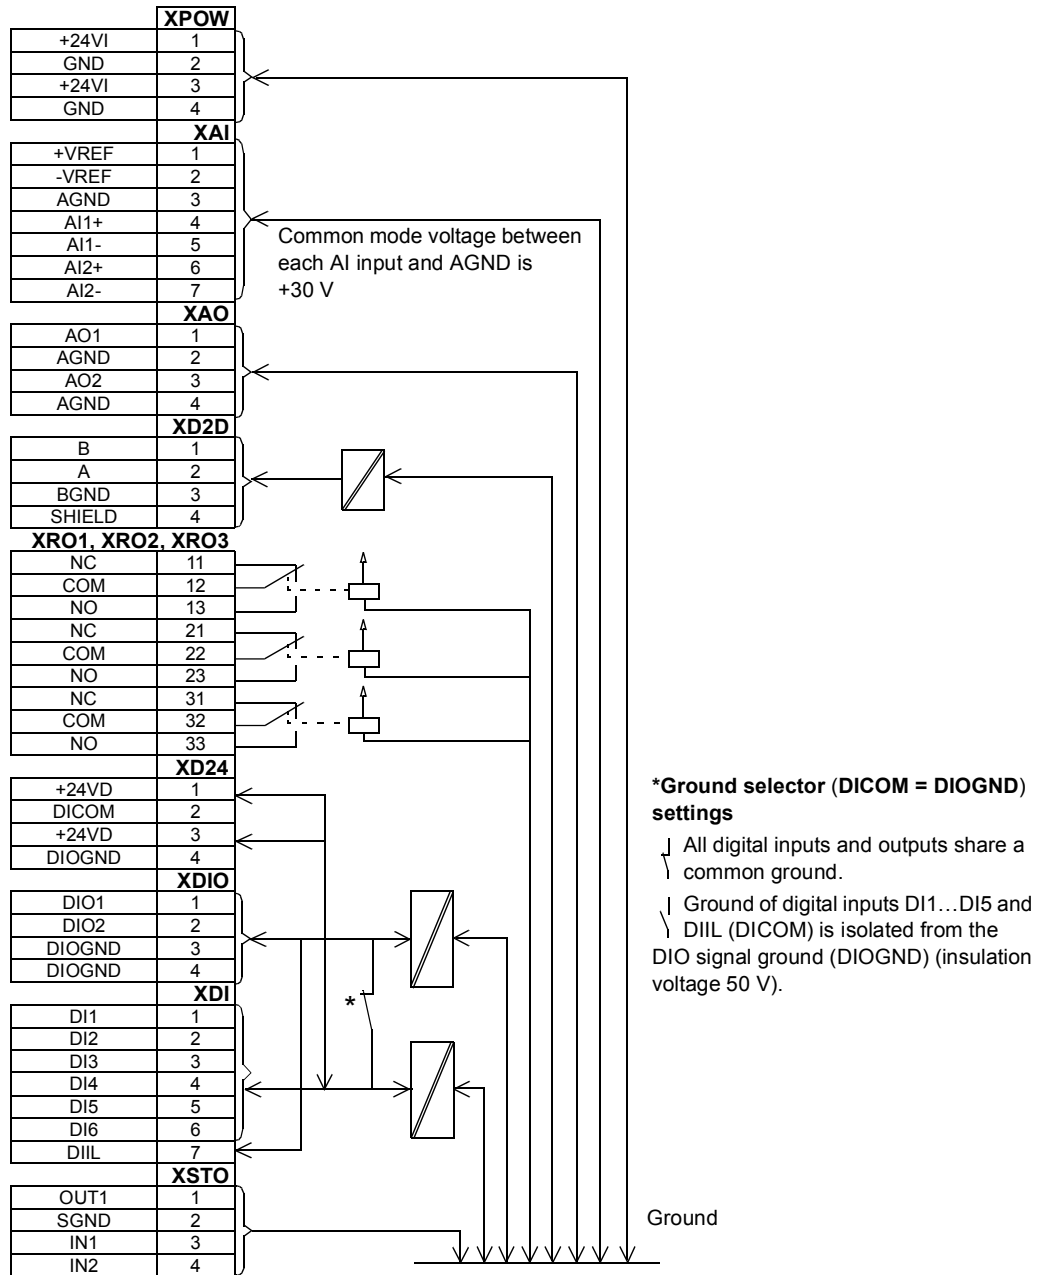 XPOW
+24VI 1
GND 2
+24VI 3
GND 4
XAI
+VREF 1
-VREF 2
AGND 3
AI1+ 4
AI1- 5
AI2+ 6
AI2- 7
Common mode voltage between
each AI input and AGND is
+30 V
XAO
AO1 1
AGND 2
AO2 3
AGND 4
XD2D
B 1
A 2
BGND 3
SHIELD 4
XRO1, XRO2, XRO3
NC 11
COM 12
NO 13
NC 21
COM 22
NO 23
NC 31
COM 32
NO 33
XD24
+24VD 1
DICOM 2
+24VD 3
DIOGND 4
XDIO
DIO1 1
DIO2 2
DIOGND 3
DIOGND 4
XDI
DI1 1
DI2 2
DI3 3
DI4 4
DI5 5
DI6 6
DIIL 7
*
XSTO
OUT1 1
SGND 2
IN1 3
IN2 4
Ground
*Ground selector (DICOM = DIOGND)
settings
All digital inputs and outputs share a
common ground.
Ground of digital inputs DI1…DI5 and
DIIL (DICOM) is isolated from the
DIO signal ground (DIOGND) (insulation
voltage 50 V).